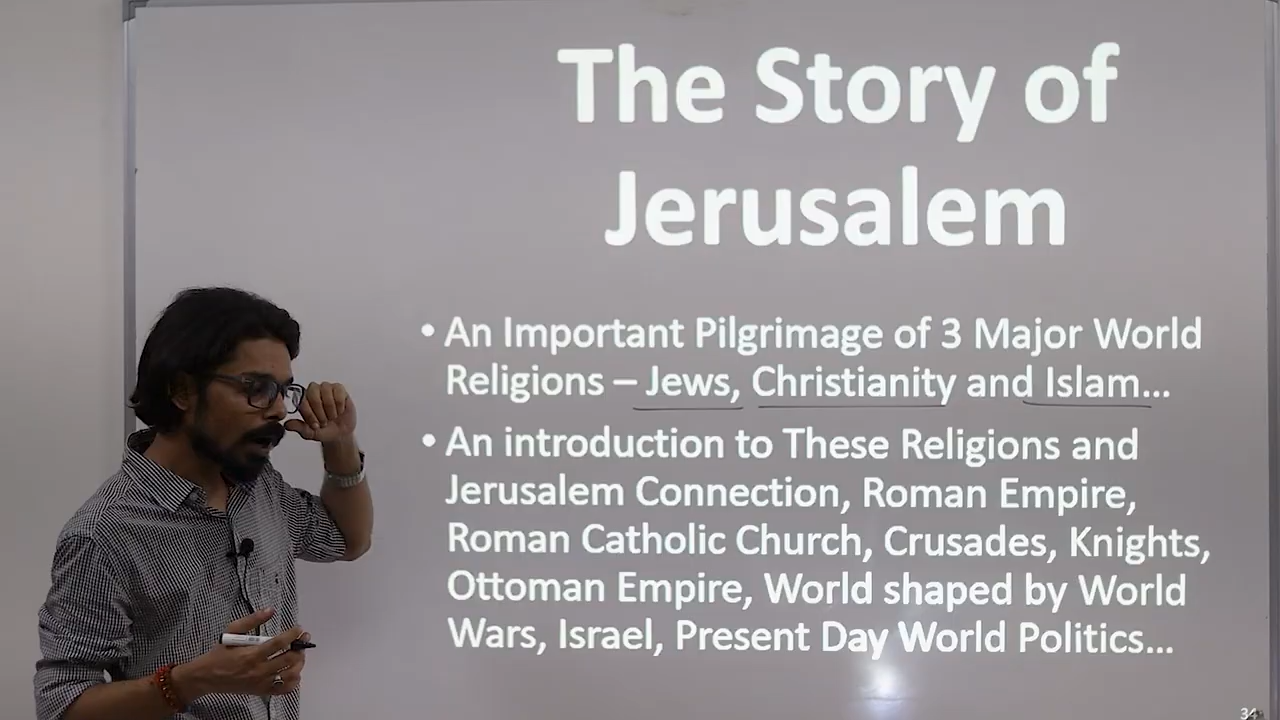 The Story of
Jerusalem
• An Important Pilgrimage of 3 Major World
Religions – Jews, Christianity and Islam...
• An introduction to These Religions and
Jerusalem Connection, Roman Empire,
Roman Catholic Church, Crusades, Knights,
Ottoman Empire, World shaped by World
Wars, Israel, Present Day World Politics...
34